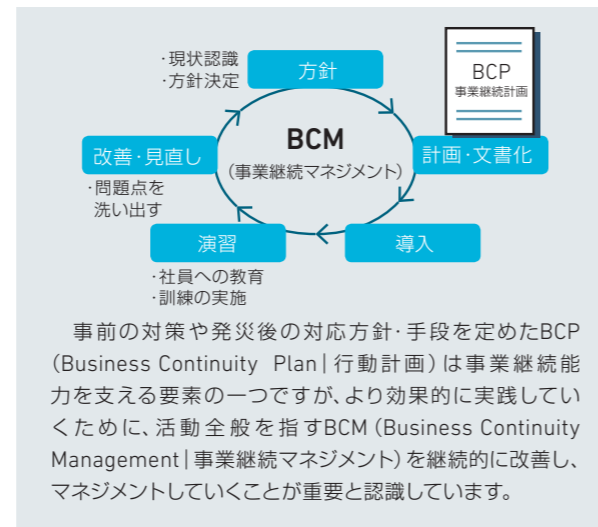 ・現状認識
・方針決定
方針
BCP
事業継続計画
BCM
(事業継続マネジメント)
改善・見直し
計画・文書化
・問題点を
洗い出す
演習
導入
・社員への教育
・訓練の実施
事前の対策や発災後の対応方針・手段を定めたBCP
(Business Continuity Plan|行動計画)は事業継続能
力を支える要素の一つですが、より効果的に実践してい
くために、活動全般を指すBCM(Business Continuity
Management|事業継続マネジメント)を継続的に改善し、
マネジメントしていくことが重要と認識しています。